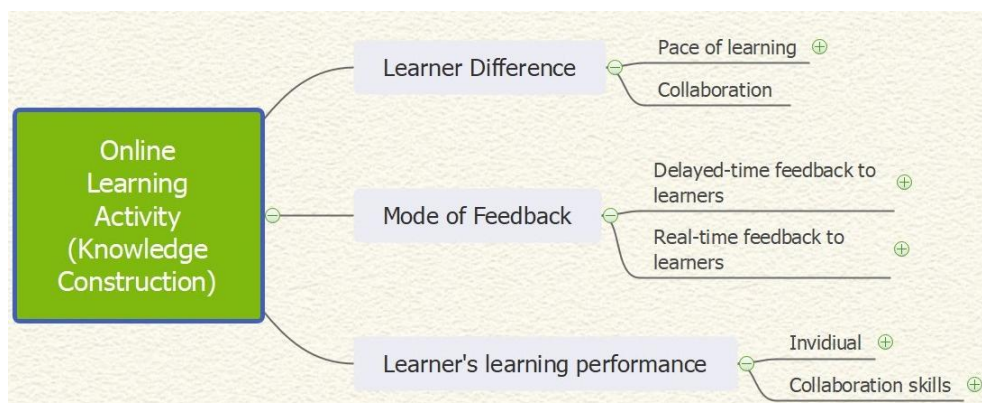 Online
Learning
Activity
(Knowledge
Construction)
Learner Difference
Pace of learning
Collaboration
Mode of Feedback
Delayed-time feedback to
learners
Real-time feedback to
learners
Learner's learning performance
Invidiual
Collaboration skills